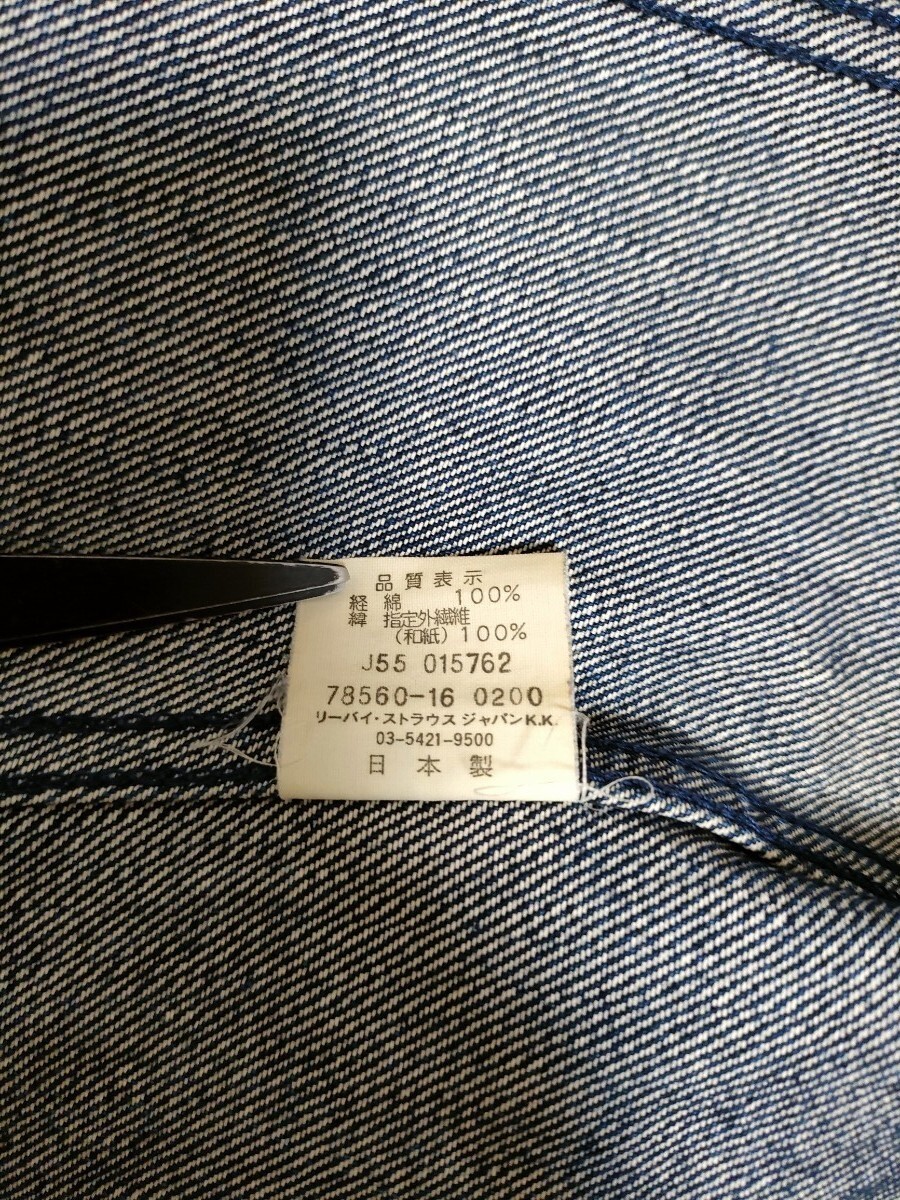 品質表示
経 綿 100%
緯 指定外繊維
(和紙) 100%
J55 015762
78560-16 0200
リーバイ・ストラウス ジャパンK.K.
03-5421-9500
日本製